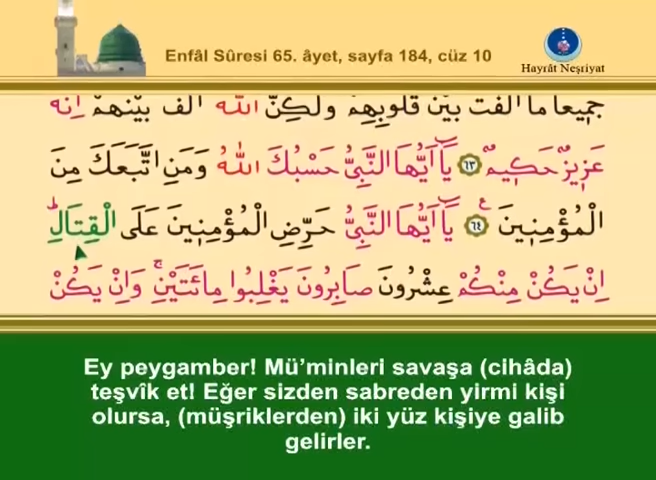 Enfâl Sûresi 65. âyet, sayfa 184, cüz 10
Hayrât Neşriyat
جَمِيعًا مَا اَلَّفْتَ بَيْنَ قُلُوبِهِمْ وَلٰكِنَّ اللّٰهَ اَلَّفَ بَيْنَهُمْ اِنَّهُ
عَزِيزٌ حَكِيمٌ ٦٣ يَٓا اَيُّهَا النَّبِيُّ حَسْبُكَ اللّٰهُ وَمَنِ اتَّبَعَكَ مِنَ
الْمُؤْمِنِينَ ٦٤ يَٓا اَيُّهَا النَّبِيُّ حَرِّضِ الْمُؤْمِنِينَ عَلَى الْقِتَالِ
اِنْ يَكُنْ مِنْكُمْ عِشْرُونَ صَابِرُونَ يَغْلِبُوا مِائَتَيْنِ وَاِنْ يَكُنْ
Ey peygamber! Mü’minleri savaşa (cihâda)
teşvîk et! Eğer sizden sabreden yirmi kişi
olursa, (müşriklerden) iki yüz kişiye galib
gelirler.